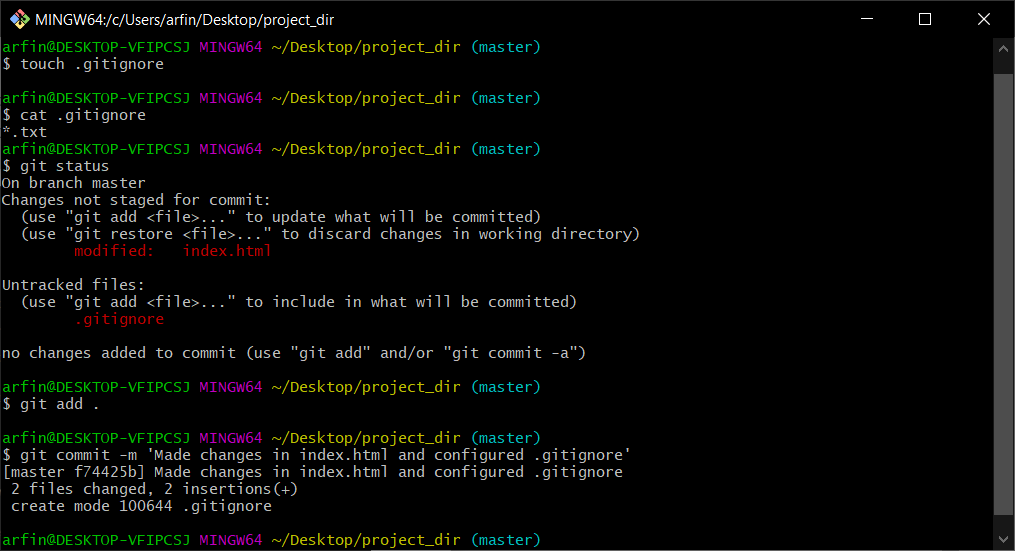 MINGW64:/c/Users/arfin/Desktop/project_dir
arfin@DESKTOP-VFIPCSJ MINGW64 ~/Desktop/project_dir (master)
$ touch .gitignore
arfin@DESKTOP-VFIPCSJ MINGW64 ~/Desktop/project_dir (master)
$ cat .gitignore
*.txt
arfin@DESKTOP-VFIPCSJ MINGW64 ~/Desktop/project_dir (master)
$ git status
On branch master
Changes not staged for commit:
  (use "git add <file>..." to update what will be committed)
  (use "git restore <file>..." to discard changes in working directory)
        modified:   index.html
Untracked files:
  (use "git add <file>..." to include in what will be committed)
        .gitignore
no changes added to commit (use "git add" and/or "git commit -a")
arfin@DESKTOP-VFIPCSJ MINGW64 ~/Desktop/project_dir (master)
$ git add .
arfin@DESKTOP-VFIPCSJ MINGW64 ~/Desktop/project_dir (master)
$ git commit -m 'Made changes in index.html and configured .gitignore'
[master f74425b] Made changes in index.html and configured .gitignore
 2 files changed, 2 insertions(+)
 create mode 100644 .gitignore
arfin@DESKTOP-VFIPCSJ MINGW64 ~/Desktop/project_dir (master)